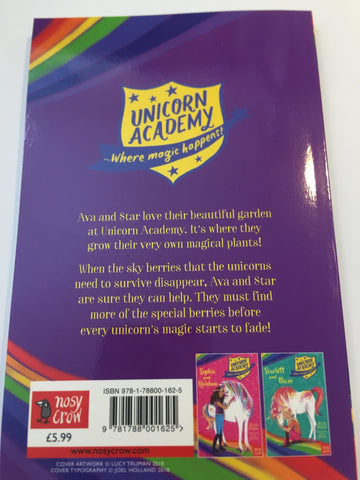 UNICORN
ACADEMY
...Where magic happens!
Ava and Star love their beautiful garden
at Unicorn Academy. It's where they
grow their very own magical plants!
When the sky berries that the unicorns
need to survive disappear, Ava and Star
are sure they can help. They must find
more of the special berries before
every unicorn's magic starts to fade!
UNICORN
ACADEMY
Sophia
and
Rainbow
UNICORN
ACADEMY
Scarlett
and
Blaze
ISBN 978-1-78800-162-5
9 781788 001625
nosy
crow
£5.99
www.nosycrow.com
COVER ARTWORK © LUCY TRUMAN 2018
COVER TYPOGRAPHY © JOEL HOLLAND 2018